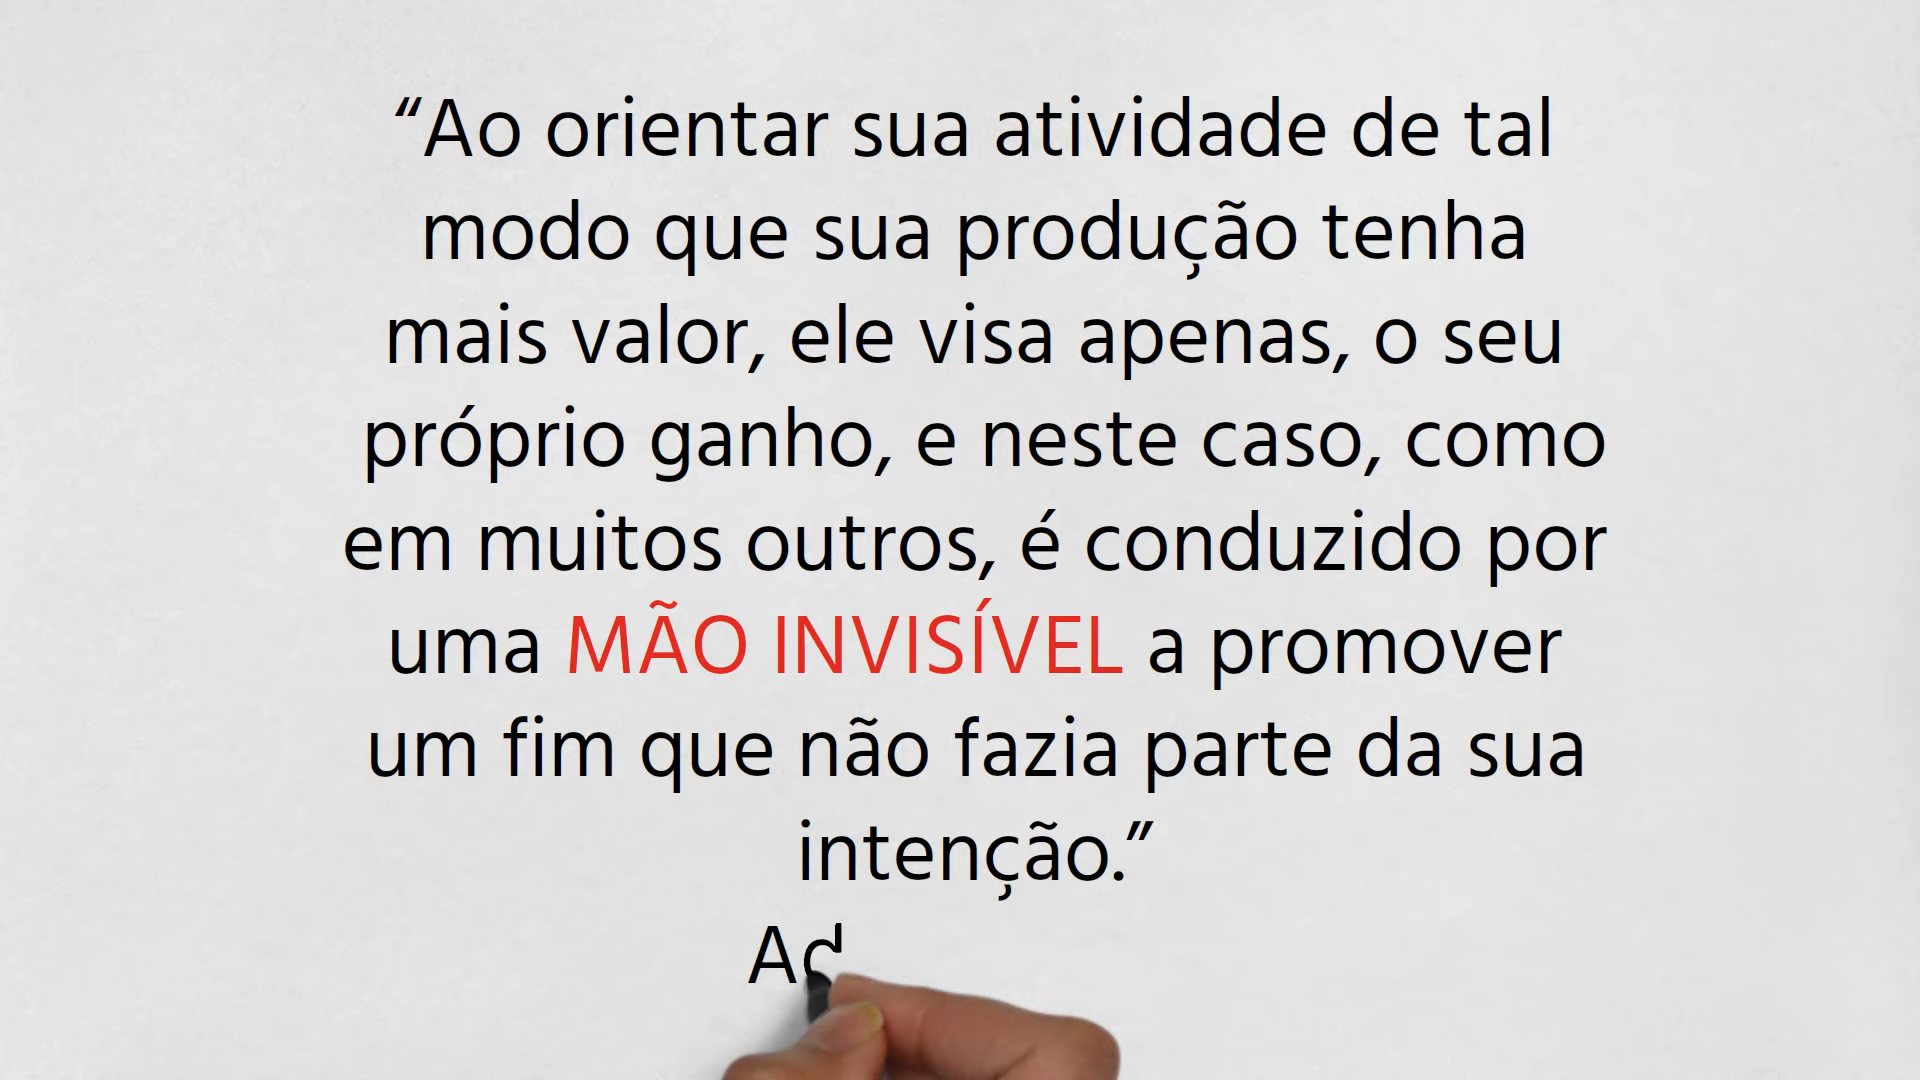 “Ao orientar sua atividade de tal
modo que sua produção tenha
mais valor, ele visa apenas, o seu
próprio ganho, e neste caso, como
em muitos outros, é conduzido por
uma MÃO INVISÍVEL a promover
um fim que não fazia parte da sua
intenção.”
Ad